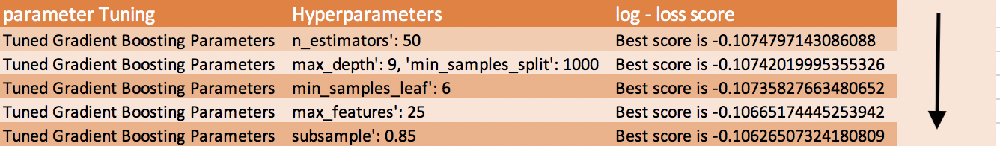 parameter Tuning Hyperparameters log - loss score
Tuned Gradient Boosting Parameters n_estimators': 50 Best score is -0.1074797143086088
Tuned Gradient Boosting Parameters max_depth': 9, 'min_samples_split': 1000 Best score is -0.10742019995355326
Tuned Gradient Boosting Parameters min_samples_leaf': 6 Best score is -0.10735827663480652
Tuned Gradient Boosting Parameters max_features': 25 Best score is -0.10665174445253942
Tuned Gradient Boosting Parameters subsample': 0.85 Best score is -0.10626507324180809